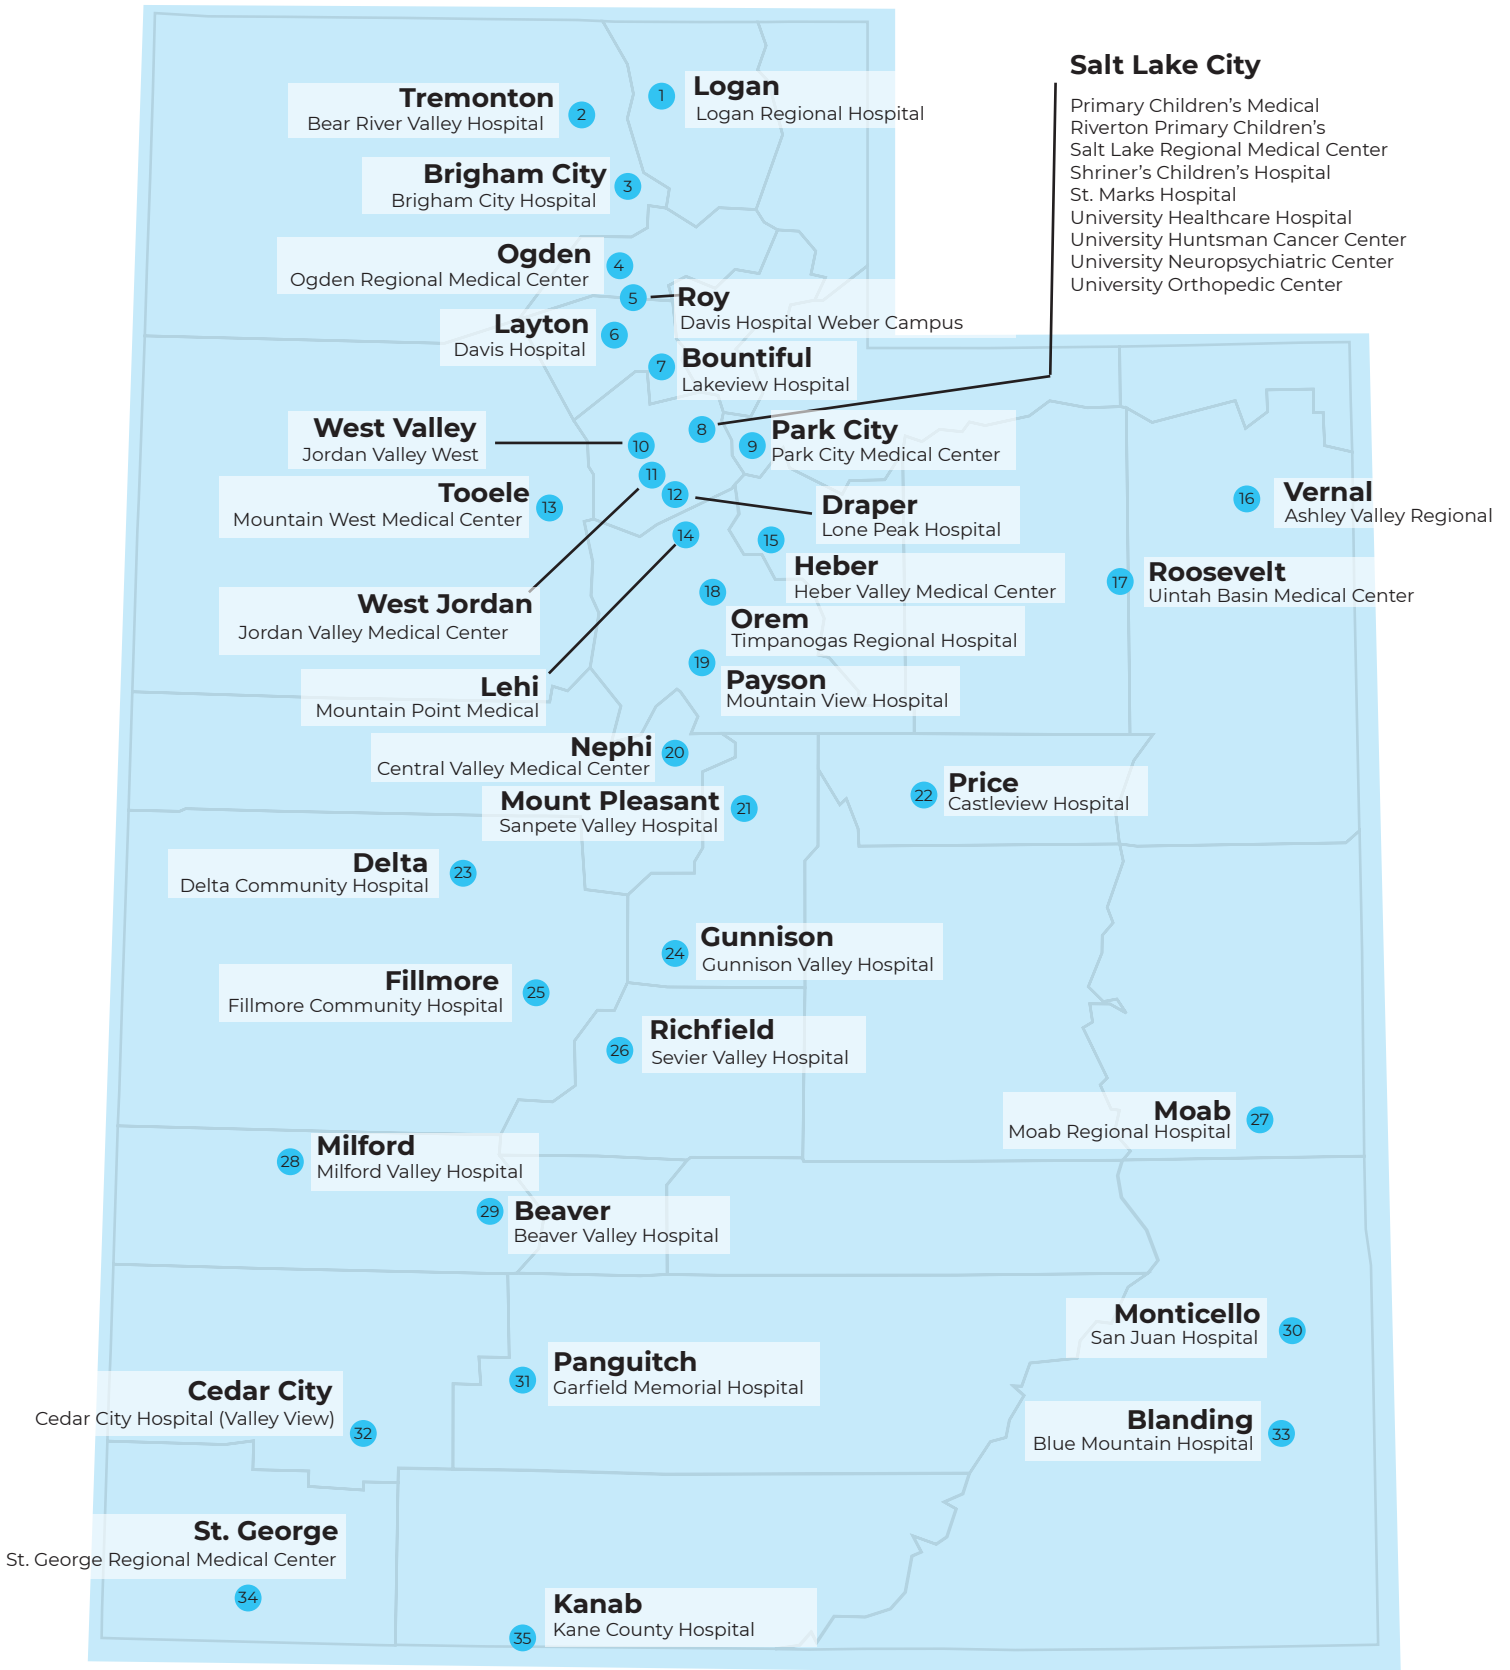 Salt Lake City
Primary Children's Medical
Riverton Primary Children's
Salt Lake Regional Medical Center
Shriner's Children's Hospital
St. Marks Hospital
University Healthcare Hospital
University Huntsman Cancer Center
University Neuropsychiatric Center
University Orthopedic Center
1
Logan
Logan Regional Hospital
Tremonton
Bear River Valley Hospital
2
Brigham City
Brigham City Hospital
3
Ogden
Ogden Regional Medical Center
4
5
Roy
Davis Hospital Weber Campus
Layton
Davis Hospital
6
7
Bountiful
Lakeview Hospital
8
West Valley
Jordan Valley West
10
9
Park City
Park City Medical Center
11
12
Tooele
Mountain West Medical Center
13
Draper
Lone Peak Hospital
16
Vernal
Ashley Valley Regional
14
15
Heber
Heber Valley Medical Center
17
Roosevelt
Uintah Basin Medical Center
West Jordan
Jordan Valley Medical Center
18
Orem
Timpanogas Regional Hospital
19
Payson
Mountain View Hospital
Lehi
Mountain Point Medical
Nephi
Central Valley Medical Center
20
Mount Pleasant
Sanpete Valley Hospital
21
22
Price
Castleview Hospital
Delta
Delta Community Hospital
23
24
Gunnison
Gunnison Valley Hospital
Fillmore
Fillmore Community Hospital
25
26
Richfield
Sevier Valley Hospital
Moab
Moab Regional Hospital
27
28
Milford
Milford Valley Hospital
29
Beaver
Beaver Valley Hospital
Monticello
San Juan Hospital
30
31
Panguitch
Garfield Memorial Hospital
Cedar City
Cedar City Hospital (Valley View)
32
Blanding
Blue Mountain Hospital
33
St. George
St. George Regional Medical Center
34
35
Kanab
Kane County Hospital